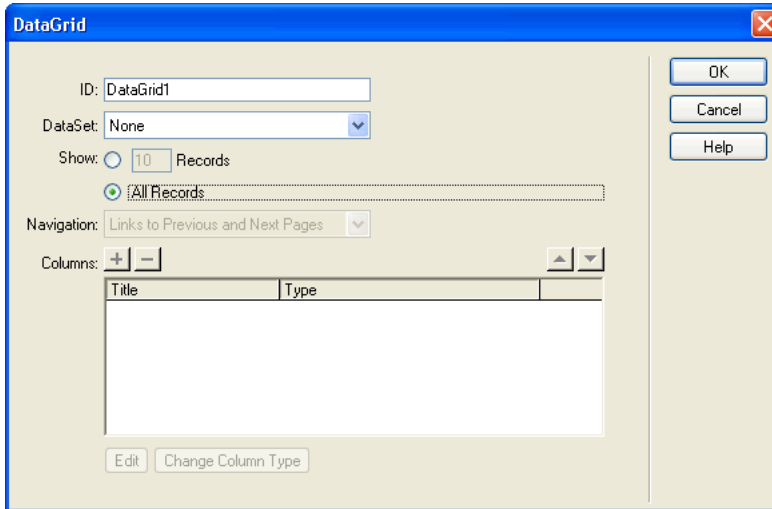 DataGrid
ID: DataGrid1
DataSet: None
Show: 10 Records
All Records
Navigation: Links to Previous and Next Pages
Columns: + −
Title Type
Edit Change Column Type
OK
Cancel
Help